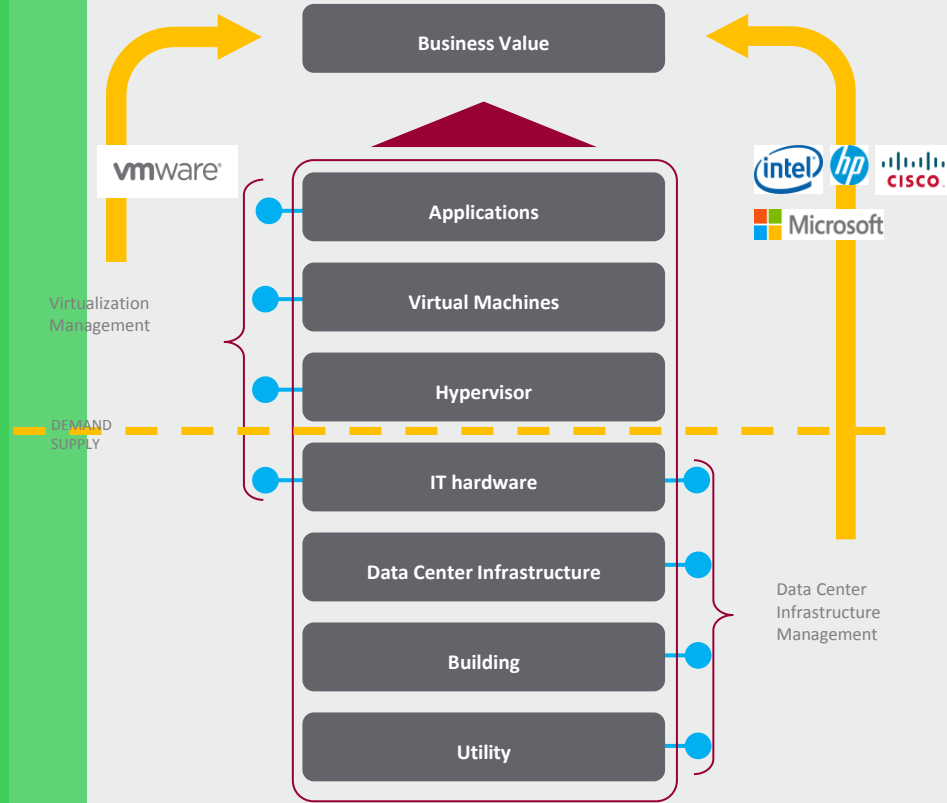 Business Value
vmware®
intel
hp
CISCO.
Microsoft
Applications
Virtual Machines
Virtualization
Management
Hypervisor
DEMAND
SUPPLY
IT hardware
Data Center Infrastructure
Data Center
Infrastructure
Management
Building
Utility